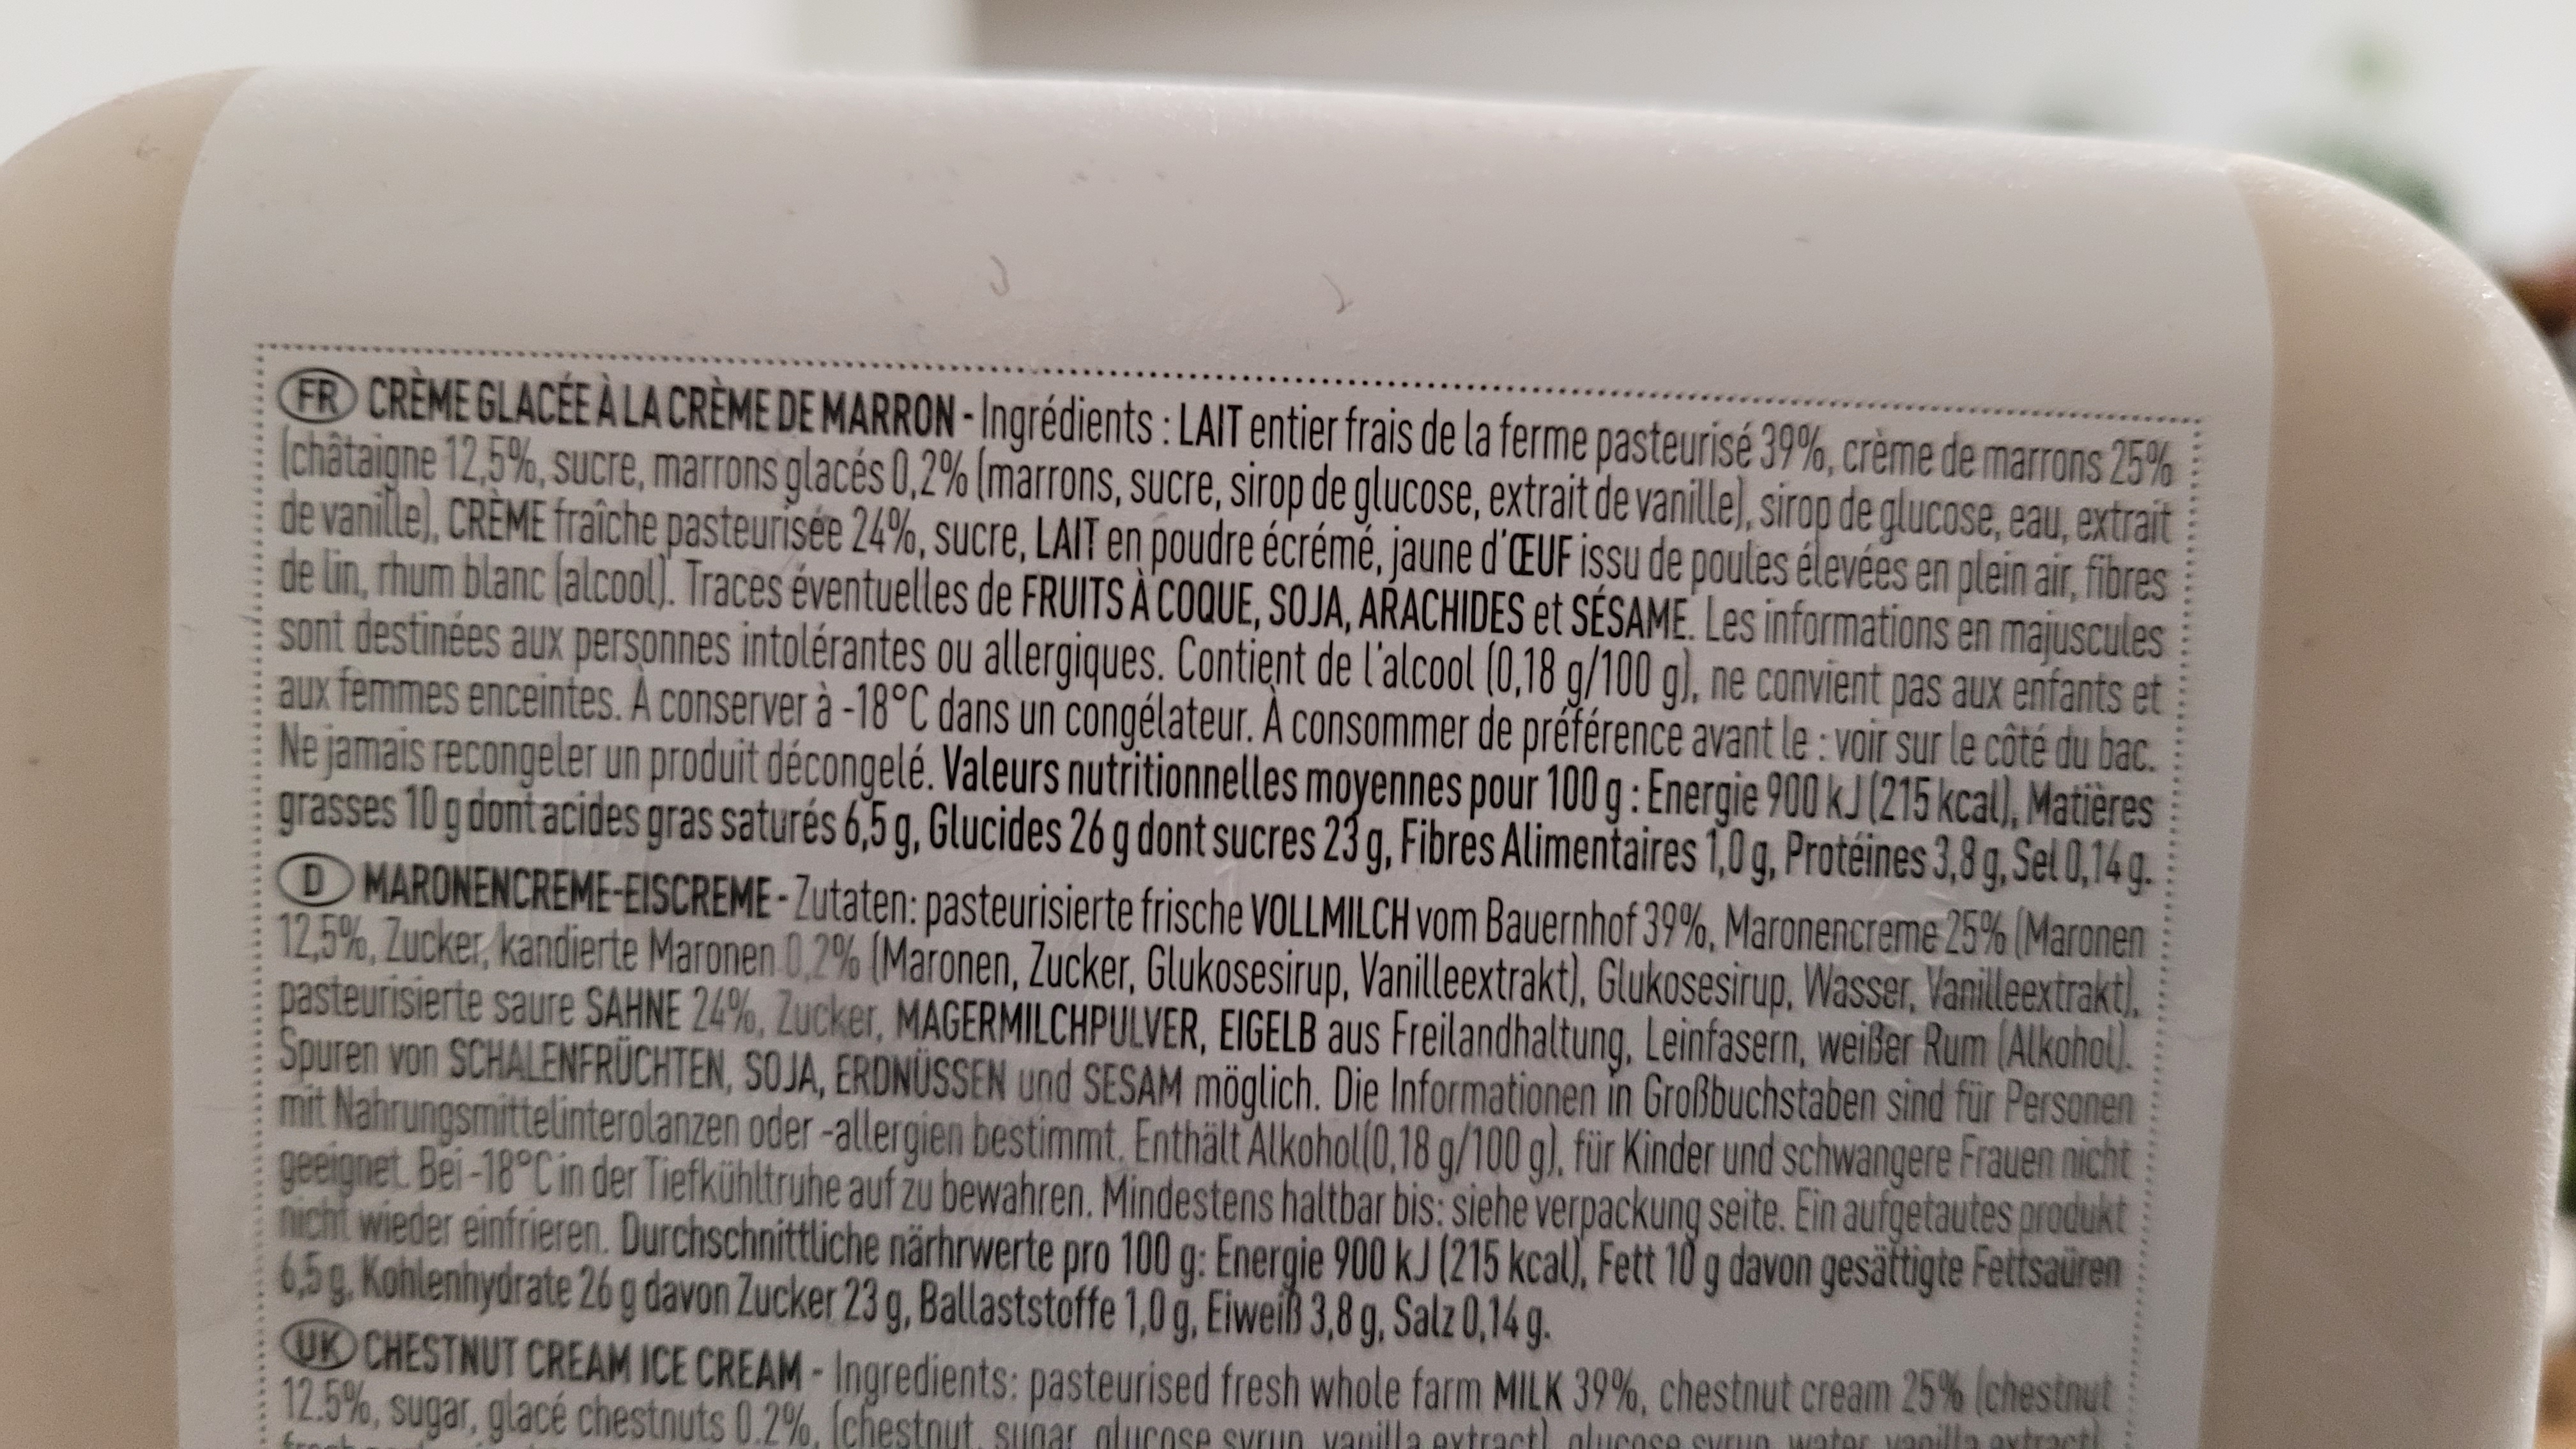 FR CRÈME GLACÉE À LA CRÈME DE MARRON - Ingrédients : LAIT entier frais de la ferme pasteurisé 39%, crème de marrons 25%
(châtaigne 12,5%, sucre, marrons glacés 0,2% (marrons, sucre, sirop de glucose, extrait de vanille), sirop de glucose, eau, extrait
de vanille), CRÈME fraîche pasteurisée 24%, sucre, LAIT en poudre écrémé, jaune d'ŒUF issu de poules élevées en plein air, fibres
de lin, rhum blanc (alcool). Traces éventuelles de FRUITS À COQUE, SOJA, ARACHIDES et SÉSAME. Les informations en majuscules
sont destinées aux personnes intolérantes ou allergiques. Contient de l'alcool (0,18 g/100 g), ne convient pas aux enfants et
aux femmes enceintes. À conserver à -18°C dans un congélateur. À consommer de préférence avant le : voir sur le côté du bac.
Ne jamais recongeler un produit décongelé. Valeurs nutritionnelles moyennes pour 100 g : Energie 900 kJ (215 kcal), Matières
grasses 10 g dont acides gras saturés 6,5 g, Glucides 26 g dont sucres 23 g, Fibres Alimentaires 1,0 g, Protéines 3,8 g, Sel 0,14 g.
D MARONENCREME-EISCREME - Zutaten: pasteurisierte frische VOLLMILCH vom Bauernhof 39%, Maronencreme 25% (Maronen
12,5%, Zucker, kandierte Maronen 0,2% (Maronen, Zucker, Glukosesirup, Vanilleextrakt), Glukosesirup, Wasser, Vanilleextrakt),
pasteurisierte saure SAHNE 24%, Zucker, MAGERMILCHPULVER, EIGELB aus Freilandhaltung, Leinfasern, weißer Rum (Alkohol).
Spuren von SCHALENFRÜCHTEN, SOJA, ERDNÜSSEN und SESAM möglich. Die Informationen in Großbuchstaben sind für Personen
mit Nahrungsmittelinterolanzen oder -allergien bestimmt. Enthält Alkohol(0,18 g/100 g), für Kinder und schwangere Frauen nicht
geeignet. Bei -18°C in der Tiefkühltruhe auf zu bewahren. Mindestens haltbar bis: siehe verpackung seite. Ein aufgetautes produkt
nicht wieder einfrieren. Durchschnittliche närhrwerte pro 100 g: Energie 900 kJ (215 kcal), Fett 10 g davon gesättigte Fettsaüren
6,5 g, Kohlenhydrate 26 g davon Zucker 23 g, Ballaststoffe 1,0 g, Eiweiß 3,8 g, Salz 0,14 g.
UK CHESTNUT CREAM ICE CREAM - Ingredients: pasteurised fresh whole farm MILK 39%, chestnut cream 25% (chestnut
12.5%, sugar, glacé chestnuts 0.2%, (chestnut, sugar, glucose syrup, vanilla extract), glucose syrup, water, vanilla extract),